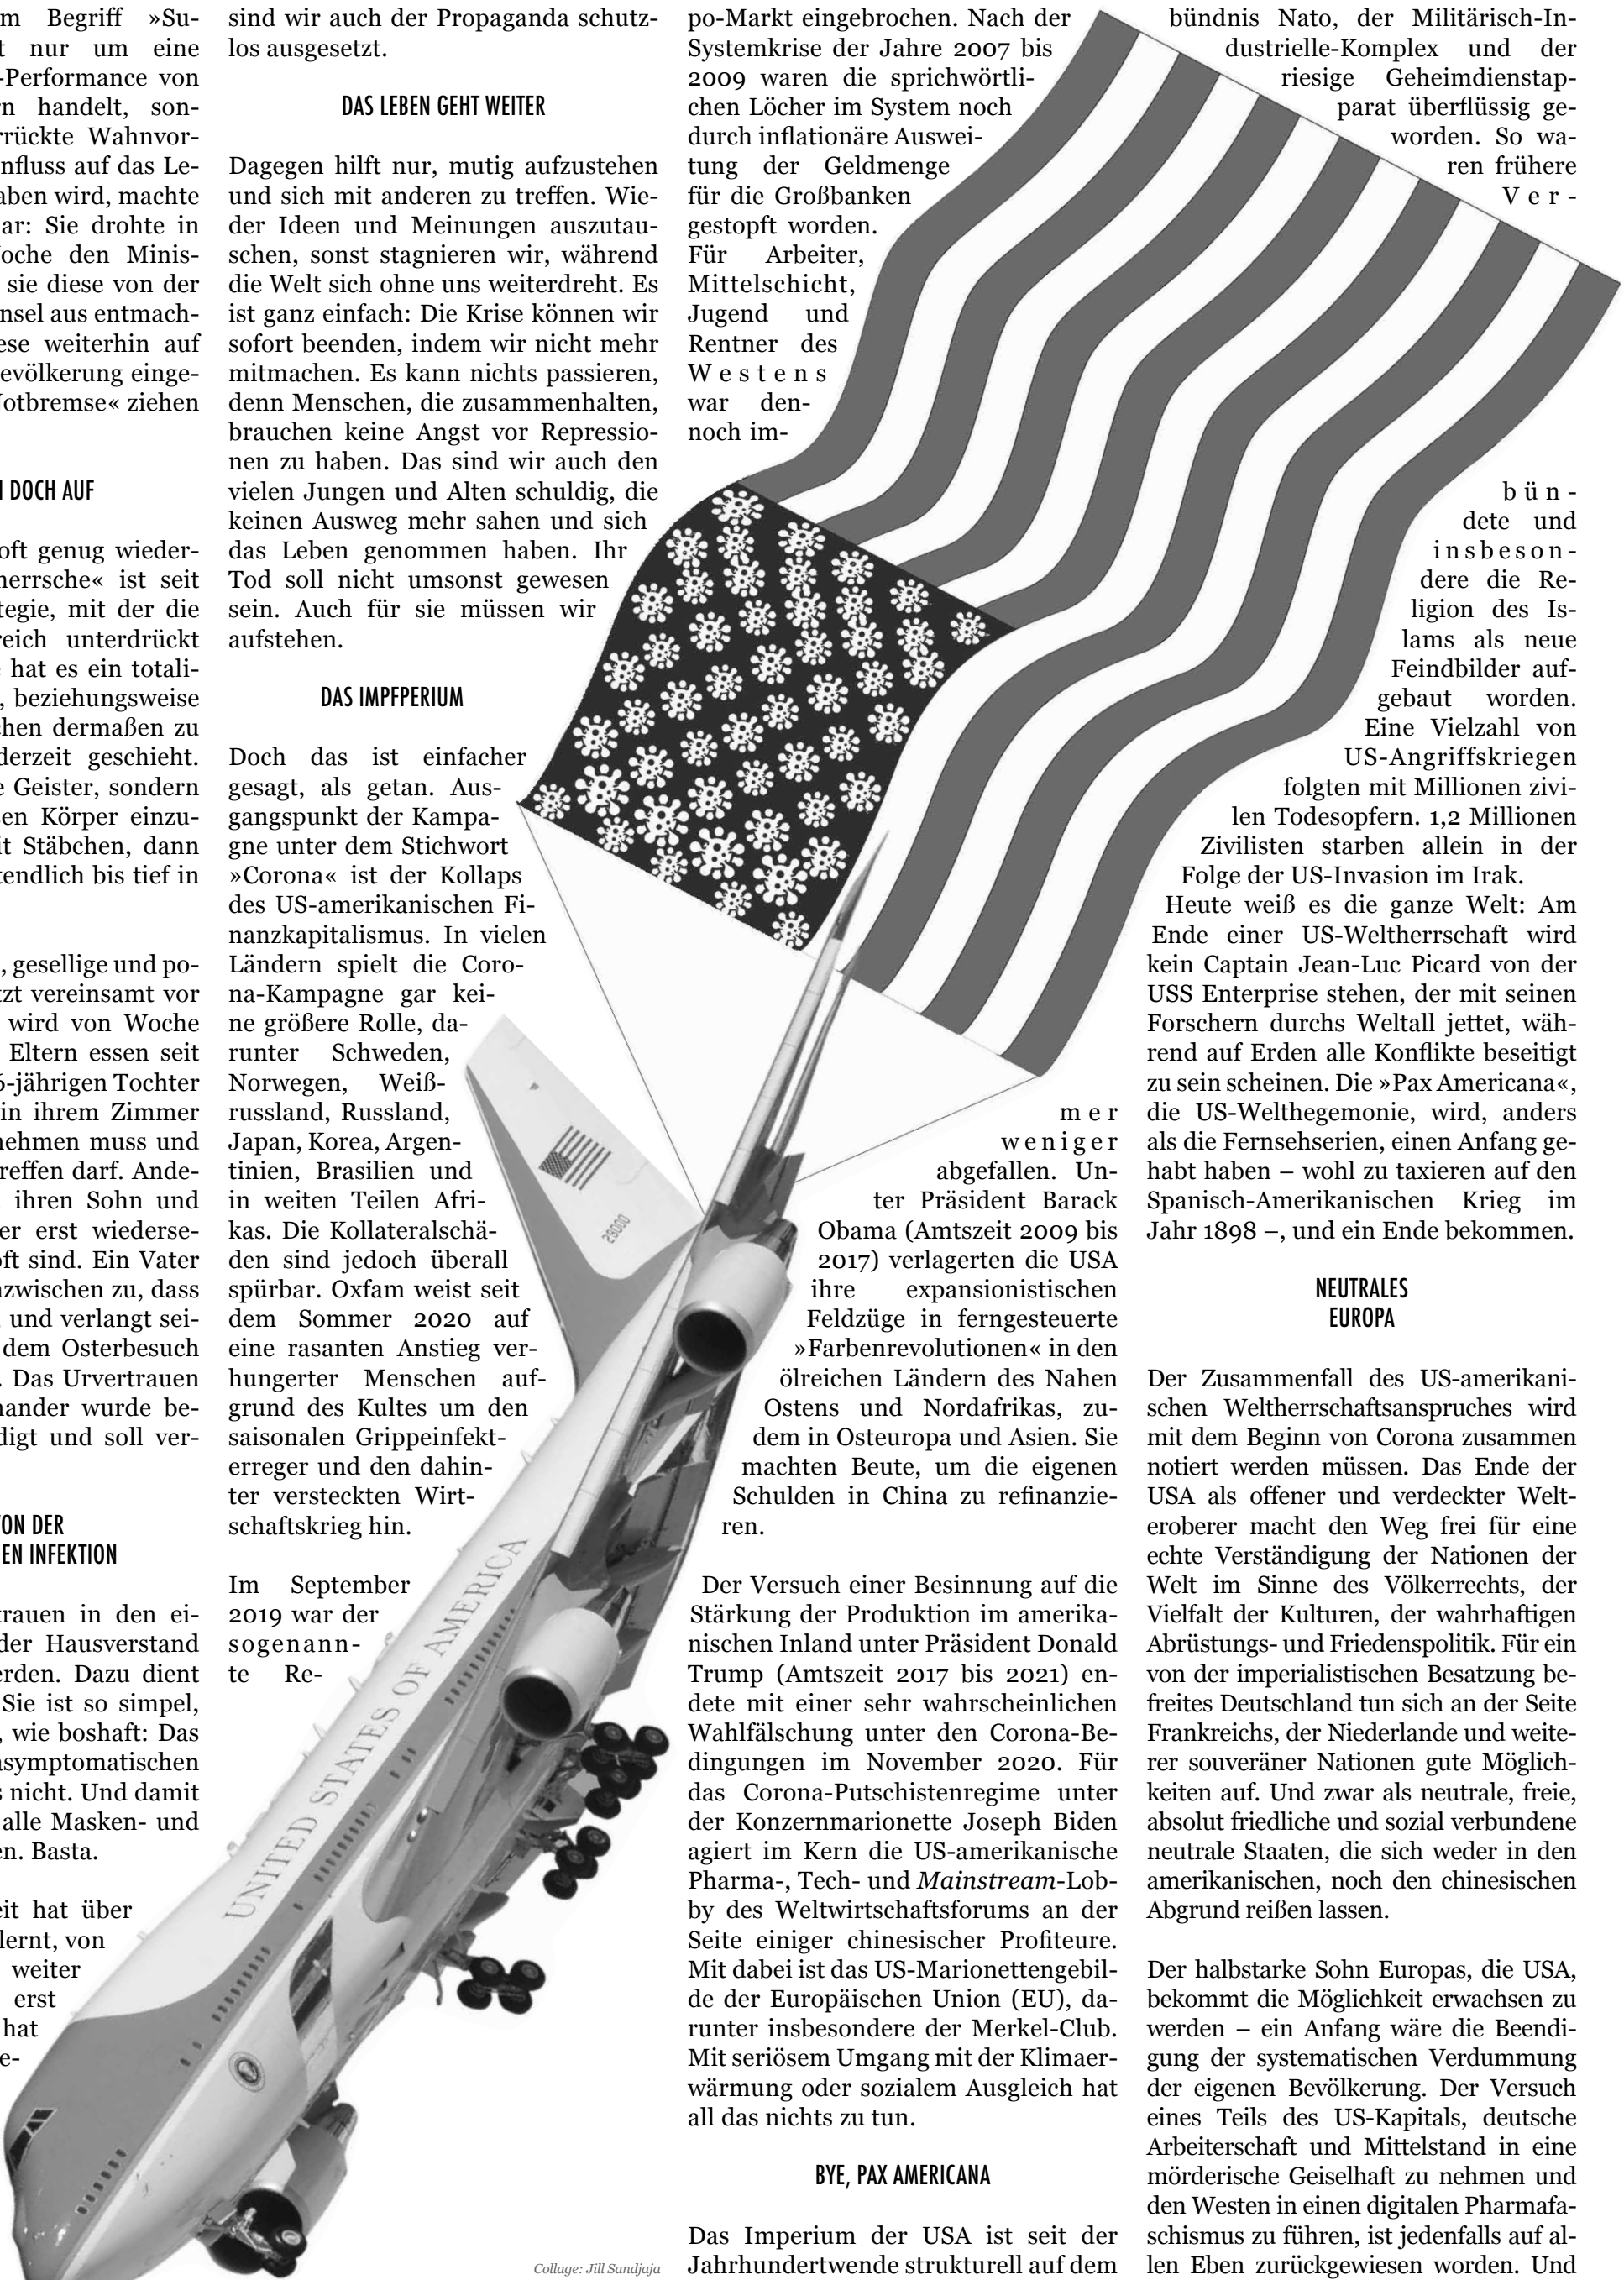 m Begriff »Su-
t nur um eine
-Performance von
rn handelt, son-
rrückte Wahnvor-
nfluss auf das Le-
aben wird, machte
ar: Sie drohte in
oche den Minis-
sie diese von der
nsel aus entmach-
ese weiterhin auf
evölkerung einge-
Notbremse« ziehen
DOCH AUF
oft genug wieder-
herrsche« ist seit
tegie, mit der die
reich unterdrückt
e hat es ein totali-
, beziehungsweise
chen dermaßen zu
derzeit geschieht.
e Geister, sondern
en Körper einzu-
it Stäbchen, dann
tendlich bis tief in
, gesellige und po-
tzt vereinsamt vor
wird von Woche
Eltern essen seit
6-jährigen Tochter
in ihrem Zimmer
nehmen muss und
reffen darf. Ande-
ihren Sohn und
er erst wiederse-
oft sind. Ein Vater
nzwischen zu, dass
und verlangt sei-
dem Osterbesuch
. Das Urvertrauen
nander wurde be-
digt und soll ver-
ON DER
EN INFEKTION
trauen in den ei-
der Hausverstand
erden. Dazu dient
Sie ist so simpel,
, wie boshaft: Das
asymptomatischen
s nicht. Und damit
alle Masken- und
en. Basta.
eit hat über
lernt, von
weiter
erst
hat
e-
sind wir auch der Propaganda schutz-
los ausgesetzt.
DAS LEBEN GEHT WEITER
Dagegen hilft nur, mutig aufzustehen
und sich mit anderen zu treffen. Wie-
der Ideen und Meinungen auszutau-
schen, sonst stagnieren wir, während
die Welt sich ohne uns weiterdreht. Es
ist ganz einfach: Die Krise können wir
sofort beenden, indem wir nicht mehr
mitmachen. Es kann nichts passieren,
denn Menschen, die zusammenhalten,
brauchen keine Angst vor Repressio-
nen zu haben. Das sind wir auch den
vielen Jungen und Alten schuldig, die
keinen Ausweg mehr sahen und sich
das Leben genommen haben. Ihr
Tod soll nicht umsonst gewesen
sein. Auch für sie müssen wir
aufstehen.
DAS IMPFPERIUM
Doch das ist einfacher
gesagt, als getan. Aus-
gangspunkt der Kampa-
gne unter dem Stichwort
»Corona« ist der Kollaps
des US-amerikanischen Fi-
nanzkapitalismus. In vielen
Ländern spielt die Coro-
na-Kampagne gar kei-
ne größere Rolle, da-
runter Schweden,
Norwegen, Weiß-
russland, Russland,
Japan, Korea, Argen-
tinien, Brasilien und
in weiten Teilen Afri-
kas. Die Kollateralschä-
den sind jedoch überall
spürbar. Oxfam weist seit
dem Sommer 2020 auf
eine rasanten Anstieg ver-
hungerter Menschen auf-
grund des Kultes um den
saisonalen Grippeinfekt-
erreger und den dahin-
ter versteckten Wirt-
schaftskrieg hin.
Im September
2019 war der
sogenann-
te Re-
po-Markt eingebrochen. Nach der
Systemkrise der Jahre 2007 bis
2009 waren die sprichwörtli-
chen Löcher im System noch
durch inflationäre Auswei-
tung der Geldmenge
für die Großbanken
gestopft worden.
Für Arbeiter,
Mittelschicht,
Jugend und
Rentner des
Westens
war den-
noch im-
mer
weniger
abgefallen. Un-
ter Präsident Barack
Obama (Amtszeit 2009 bis
2017) verlagerten die USA
ihre expansionistischen
Feldzüge in ferngesteuerte
»Farbenrevolutionen« in den
ölreichen Ländern des Nahen
Ostens und Nordafrikas, zu-
dem in Osteuropa und Asien. Sie
machten Beute, um die eigenen
Schulden in China zu refinanzie-
ren.
Der Versuch einer Besinnung auf die
Stärkung der Produktion im amerika-
nischen Inland unter Präsident Donald
Trump (Amtszeit 2017 bis 2021) en-
dete mit einer sehr wahrscheinlichen
Wahlfälschung unter den Corona-Be-
dingungen im November 2020. Für
das Corona-Putschistenregime unter
der Konzernmarionette Joseph Biden
agiert im Kern die US-amerikanische
Pharma-, Tech- und Mainstream-Lob-
by des Weltwirtschaftsforums an der
Seite einiger chinesischer Profiteure.
Mit dabei ist das US-Marionettengebil-
de der Europäischen Union (EU), da-
runter insbesondere der Merkel-Club.
Mit seriösem Umgang mit der Klimaer-
wärmung oder sozialem Ausgleich hat
all das nichts zu tun.
BYE, PAX AMERICANA
Das Imperium der USA ist seit der
Jahrhundertwende strukturell auf dem
bündnis Nato, der Militärisch-In-
dustrielle-Komplex und der
riesige Geheimdienstap-
parat überflüssig ge-
worden. So wa-
ren frühere
Ver-
bün-
dete und
insbeson-
dere die Re-
ligion des Is-
lams als neue
Feindbilder auf-
gebaut worden.
Eine Vielzahl von
US-Angriffskriegen
folgten mit Millionen zivi-
len Todesopfern. 1,2 Millionen
Zivilisten starben allein in der
Folge der US-Invasion im Irak.
Heute weiß es die ganze Welt: Am
Ende einer US-Weltherrschaft wird
kein Captain Jean-Luc Picard von der
USS Enterprise stehen, der mit seinen
Forschern durchs Weltall jettet, wäh-
rend auf Erden alle Konflikte beseitigt
zu sein scheinen. Die »Pax Americana«,
die US-Welthegemonie, wird, anders
als die Fernsehserien, einen Anfang ge-
habt haben – wohl zu taxieren auf den
Spanisch-Amerikanischen Krieg im
Jahr 1898 –, und ein Ende bekommen.
NEUTRALES
EUROPA
Der Zusammenfall des US-amerikani-
schen Weltherrschaftsanspruches wird
mit dem Beginn von Corona zusammen
notiert werden müssen. Das Ende der
USA als offener und verdeckter Welt-
eroberer macht den Weg frei für eine
echte Verständigung der Nationen der
Welt im Sinne des Völkerrechts, der
Vielfalt der Kulturen, der wahrhaftigen
Abrüstungs- und Friedenspolitik. Für ein
von der imperialistischen Besatzung be-
freites Deutschland tun sich an der Seite
Frankreichs, der Niederlande und weite-
rer souveräner Nationen gute Möglich-
keiten auf. Und zwar als neutrale, freie,
absolut friedliche und sozial verbundene
neutrale Staaten, die sich weder in den
amerikanischen, noch den chinesischen
Abgrund reißen lassen.
Der halbstarke Sohn Europas, die USA,
bekommt die Möglichkeit erwachsen zu
werden – ein Anfang wäre die Beendi-
gung der systematischen Verdummung
der eigenen Bevölkerung. Der Versuch
eines Teils des US-Kapitals, deutsche
Arbeiterschaft und Mittelstand in eine
mörderische Geiselhaft zu nehmen und
den Westen in einen digitalen Pharmafa-
schismus zu führen, ist jedenfalls auf al-
len Eben zurückgewiesen worden. Und
29000
UNITED STATES OF AMERICA
Collage: Jill Sandjaja